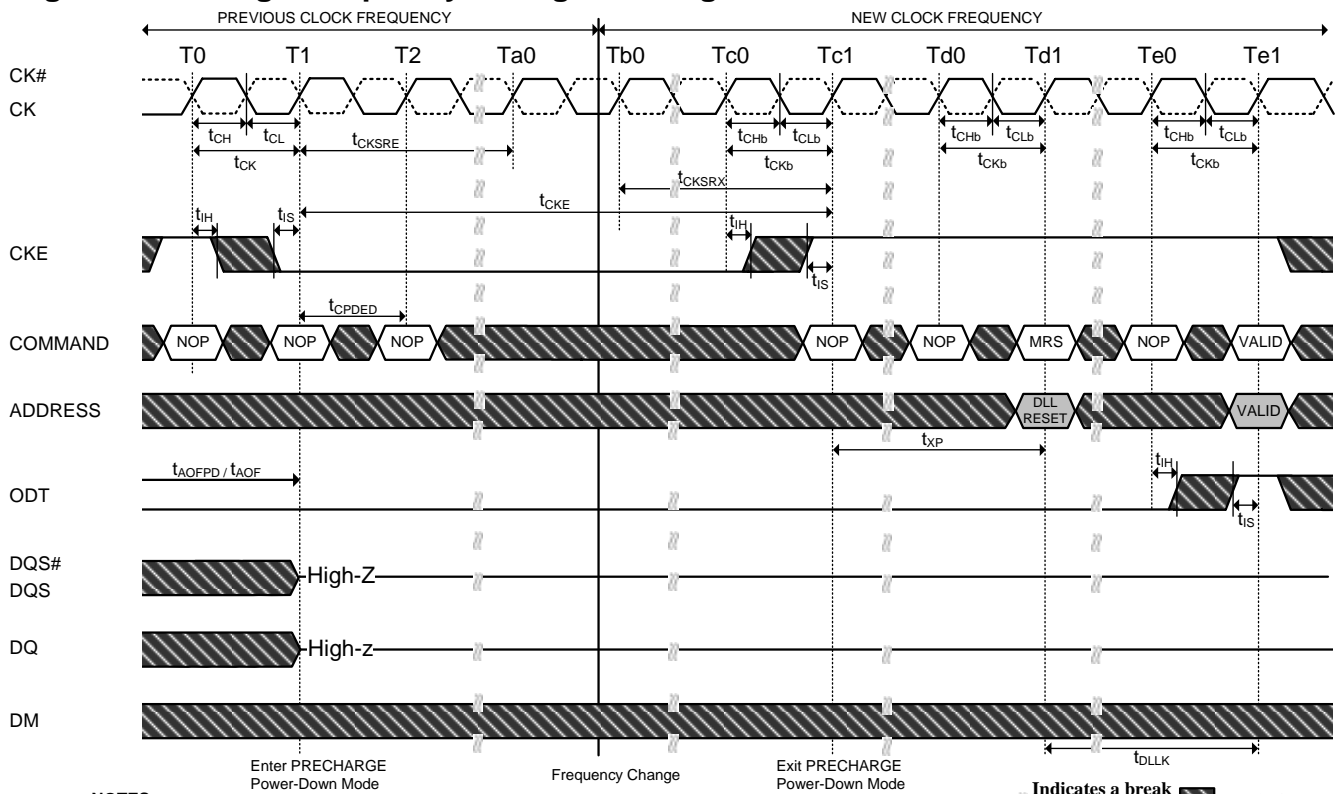 PREVIOUS CLOCK FREQUENCY NEW CLOCK FREQUENCY
T0 T1 T2 Ta0 Tb0 Tc0 Tc1 Td0 Td1 Te0 Te1
CK#
CK
tCH tCL tCKSRE tCHb tCLb tCHb tCLb tCHb tCLb
tCK tCKb tCKb tCKb
tCKSRX
tCKE
tIH tIS tIH
CKE
tIS
tCPDED
COMMAND NOP NOP NOP NOP NOP MRS NOP VALID
ADDRESS DLL RESET VALID
tXP
tAOFPD / tAOF tIH
ODT
tIS
DQS#
DQS
High-Z
DQ High-z
DM
tDLLK
Enter PRECHARGE
Power-Down Mode
Frequency Change
Exit PRECHARGE
Power-Down Mode
Indicates a break